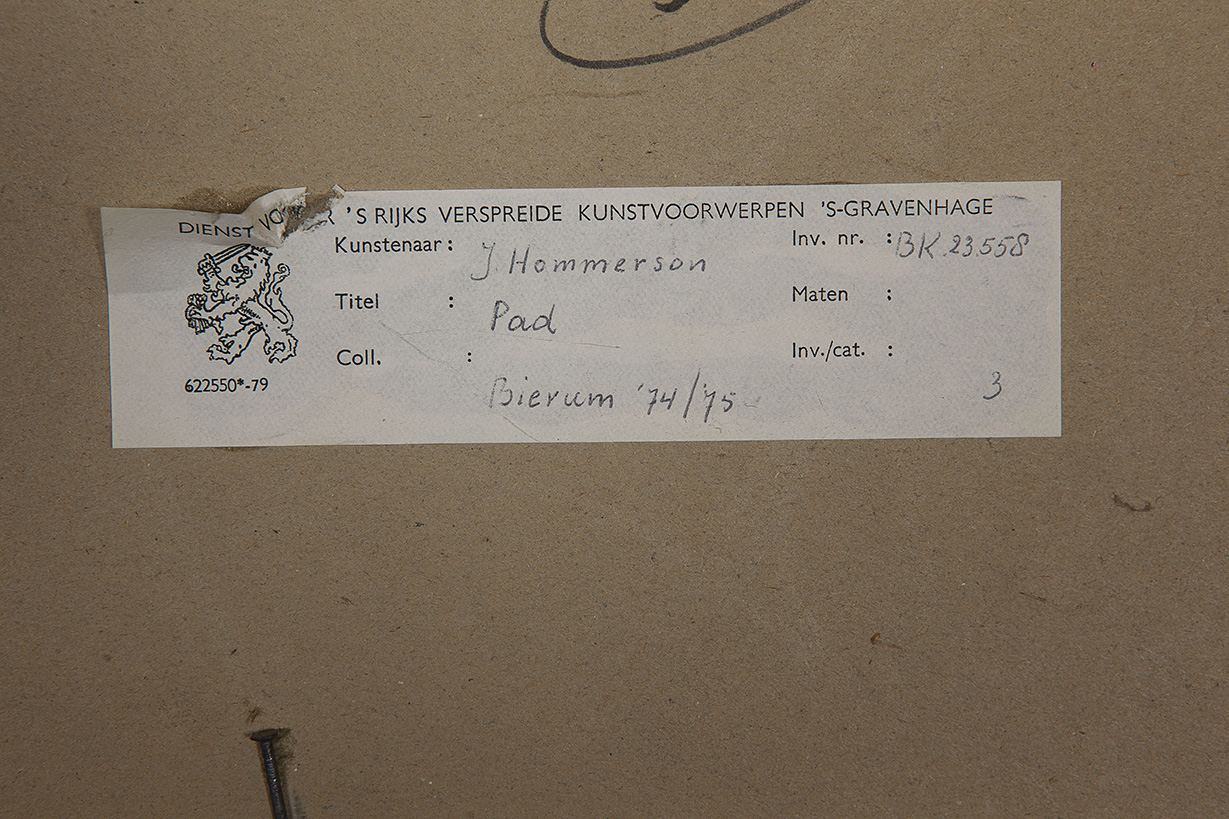 DIENST VOOR 'S RIJKS VERSPREIDE KUNSTVOORWERPEN 'S-GRAVENHAGE
Kunstenaar : J Hommerson
Inv. nr. : BK.23.558
Titel : Pad
Maten :
Coll. : Bierum '74/'75
Inv./cat. : 3
622550*-79